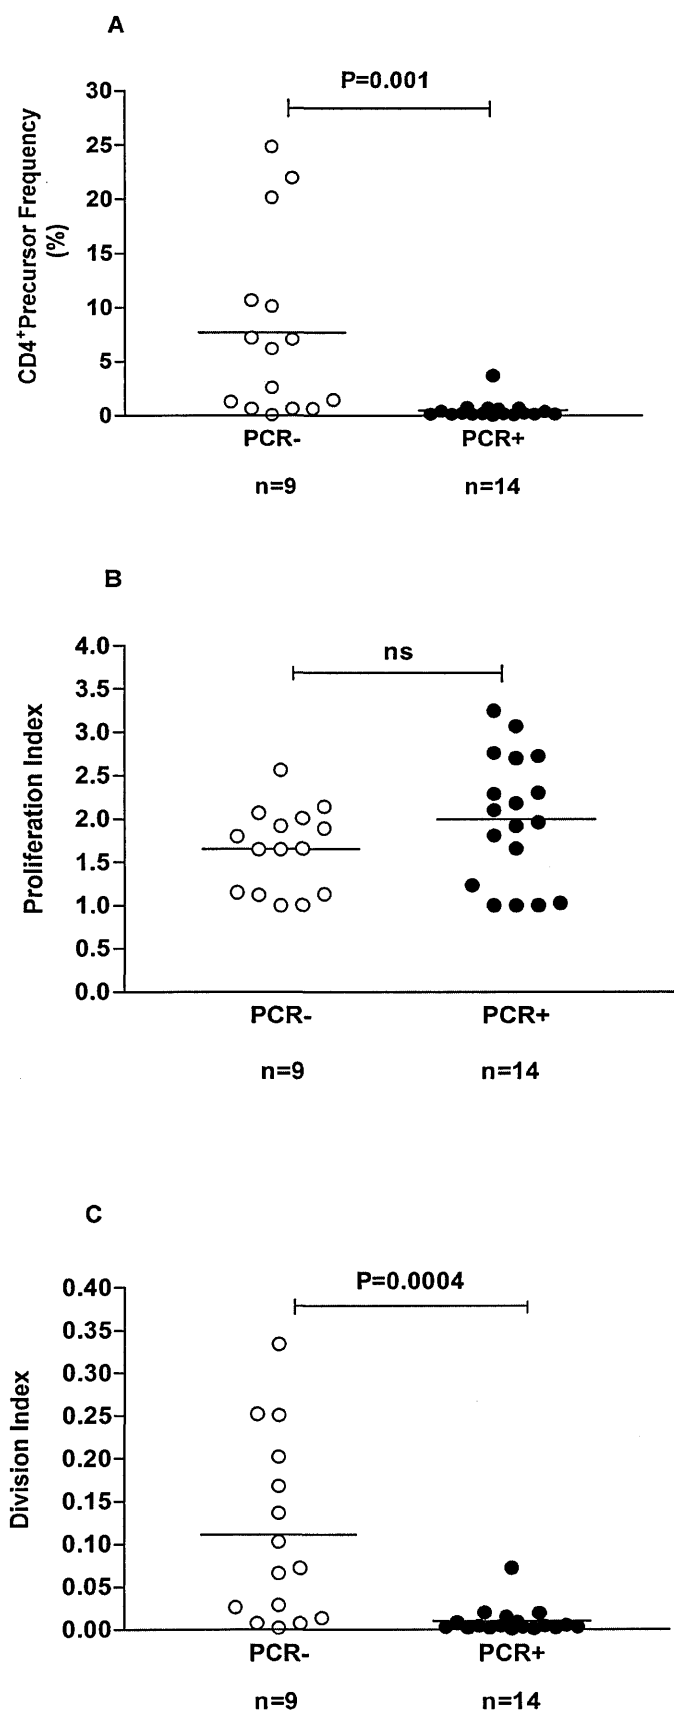 A
P=0.001
30
25
20
15
10
5
0
CD4+Precursor Frequency
(%)
PCR- PCR+
n=9 n=14
B
ns
4.0
3.5
3.0
2.5
2.0
1.5
1.0
0.5
0.0
Proliferation Index
PCR- PCR+
n=9 n=14
C
P=0.0004
0.40
0.35
0.30
0.25
0.20
0.15
0.10
0.05
0.00
Division Index
PCR- PCR+
n=9 n=14